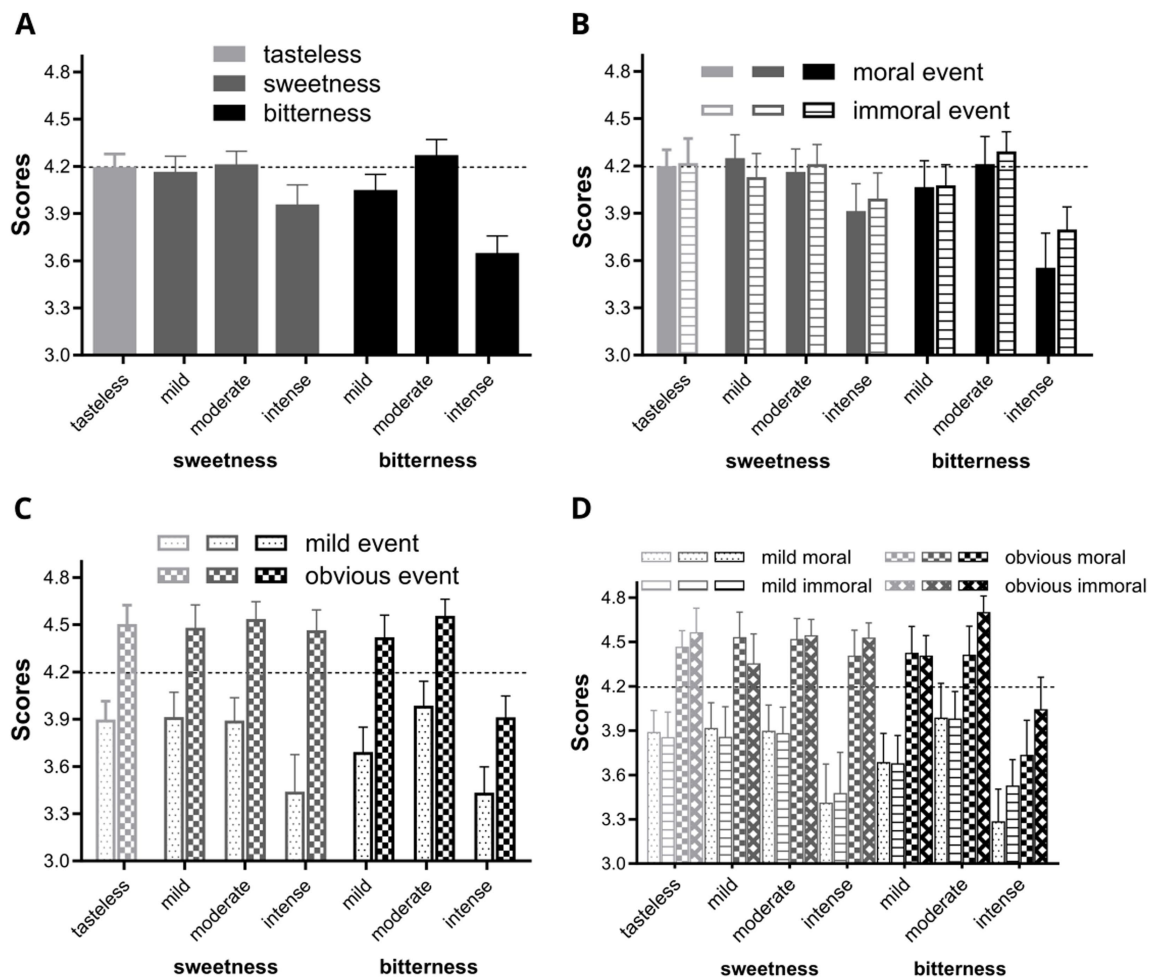 A
tasteless
sweetness
bitterness
Scores
4.8
4.5
4.2
3.9
3.6
3.3
3.0
tasteless
mild
moderate
intense
mild
moderate
intense
sweetness
bitterness
B
moral event
immoral event
Scores
4.8
4.5
4.2
3.9
3.6
3.3
3.0
tasteless
mild
moderate
intense
mild
moderate
intense
sweetness
bitterness
C
mild event
obvious event
Scores
4.8
4.5
4.2
3.9
3.6
3.3
3.0
tasteless
mild
moderate
intense
mild
moderate
intense
sweetness
bitterness
D
mild moral
obvious moral
mild immoral
obvious immoral
Scores
4.8
4.5
4.2
3.9
3.6
3.3
3.0
tasteless
mild
moderate
intense
mild
moderate
intense
sweetness
bitterness